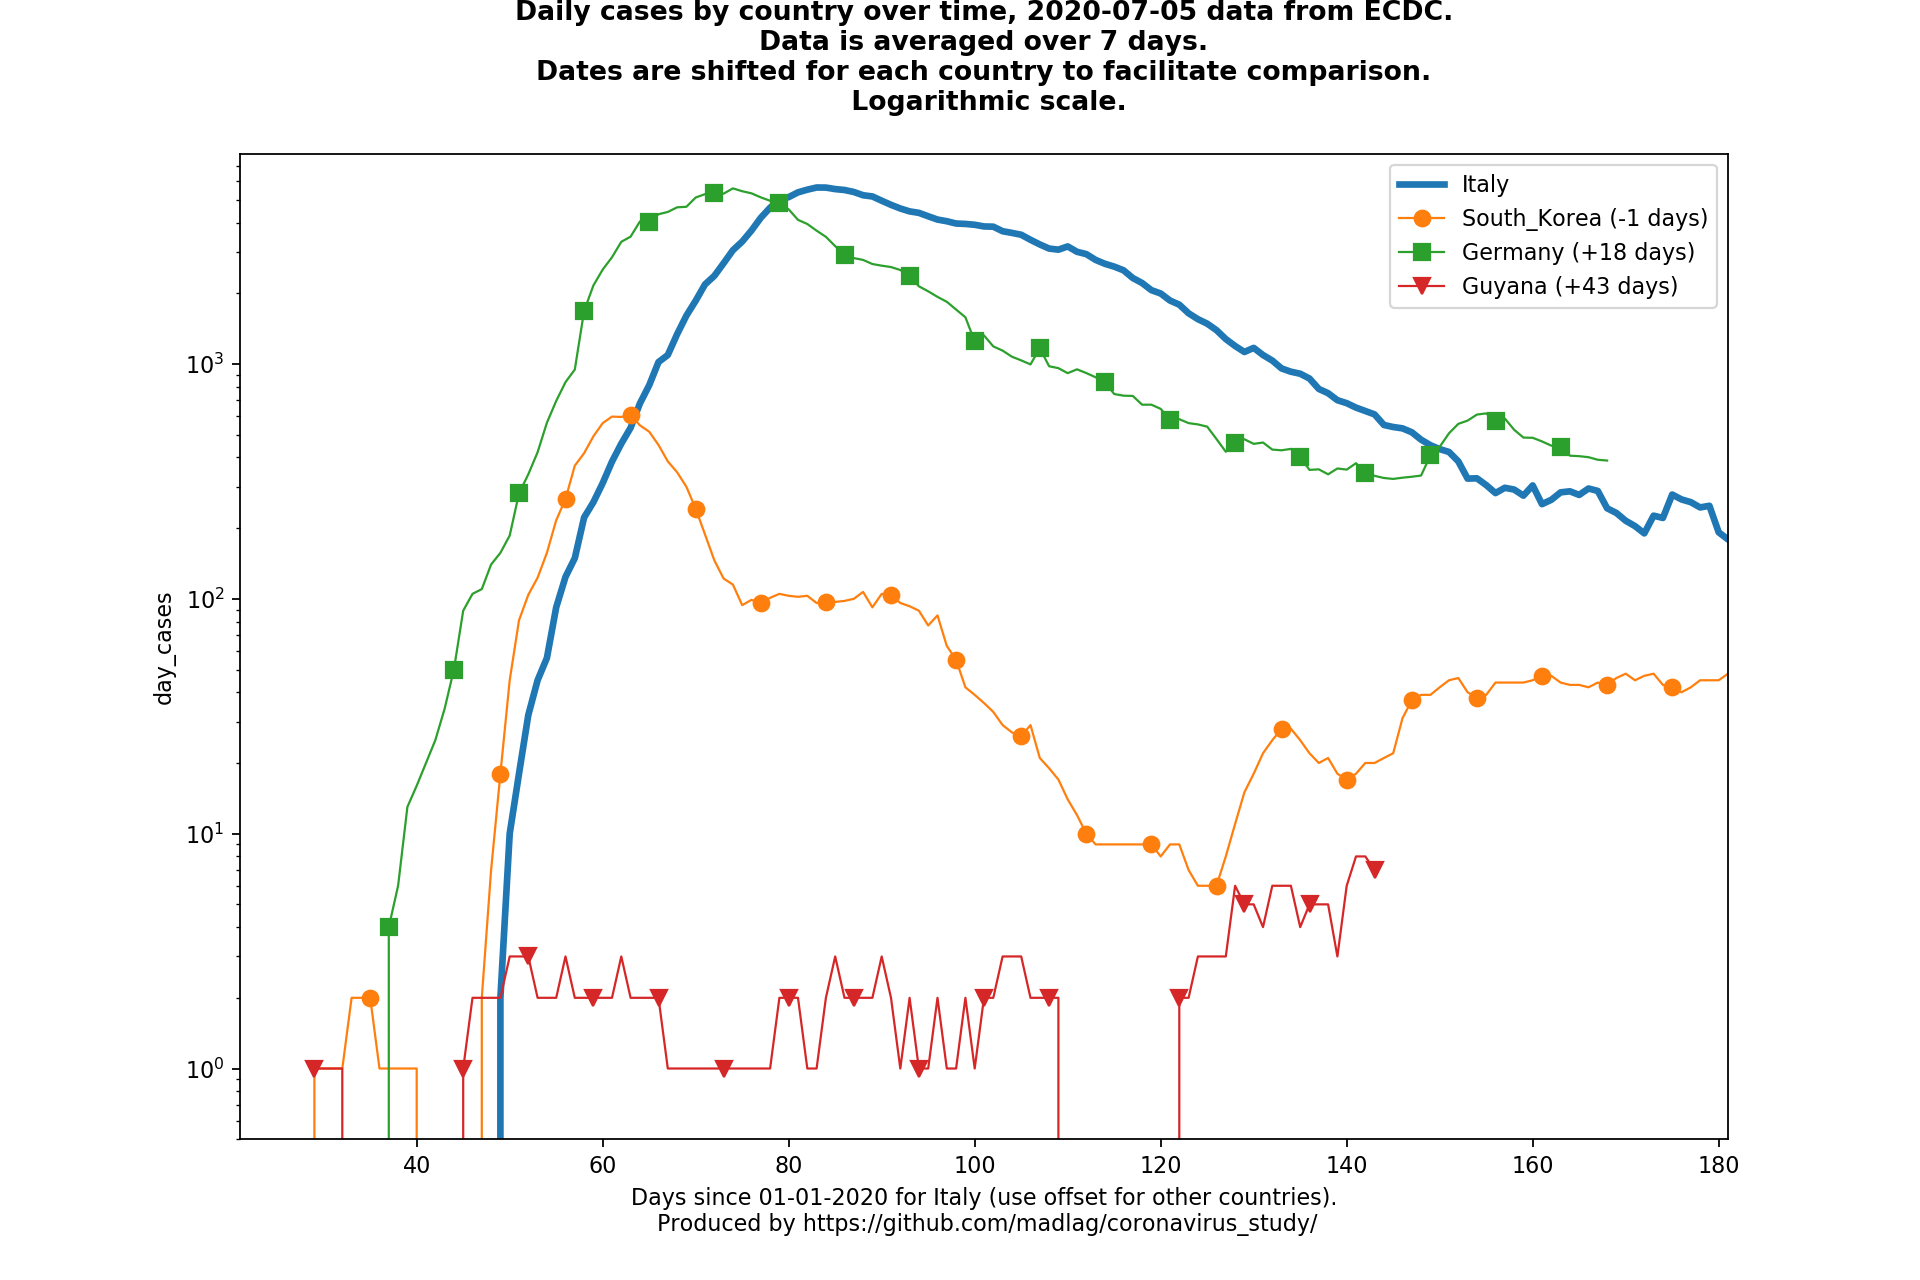 Daily cases by country over time, 2020-07-05 data from ECDC.
Data is averaged over 7 days.
Dates are shifted for each country to facilitate comparison.
Logarithmic scale.
Italy
South_Korea (-1 days)
Germany (+18 days)
Guyana (+43 days)
day_cases
10³
10²
10¹
10⁰
40 60 80 100 120 140 160 180
Days since 01-01-2020 for Italy (use offset for other countries).
Produced by https://github.com/madlag/coronavirus_study/